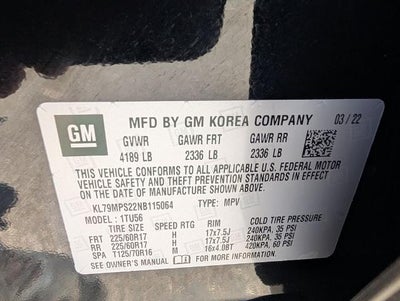 GM
MFD BY GM KOREA COMPANY 03/22
GVWR GAWR FRT GAWR RR
4189 LB 2336 LB 2336 LB
THIS VEHICLE CONFORMS TO ALL APPLICABLE U.S. FEDERAL MOTOR
VEHICLE SAFETY, BUMPER, AND THEFT PREVENTION STANDARDS IN EFFECT ON THE
DATE OF MANUFACTURE SHOWN ABOVE.
KL79MPS22NB115064 TYPE: MPV
MODEL: 1TU56
TIRE SIZE SPEED RTG RIM COLD TIRE PRESSURE
FRT 225/60R17 H 17x7.5J 240KPA, 35 PSI
RR 225/60R17 H 17x7.5J 240KPA, 35 PSI
SPA T125/70R16 M 16x4.0BT 420KPA, 60 PSI
SEE OWNER'S MANUAL FOR ADDITIONAL INFORMATION.